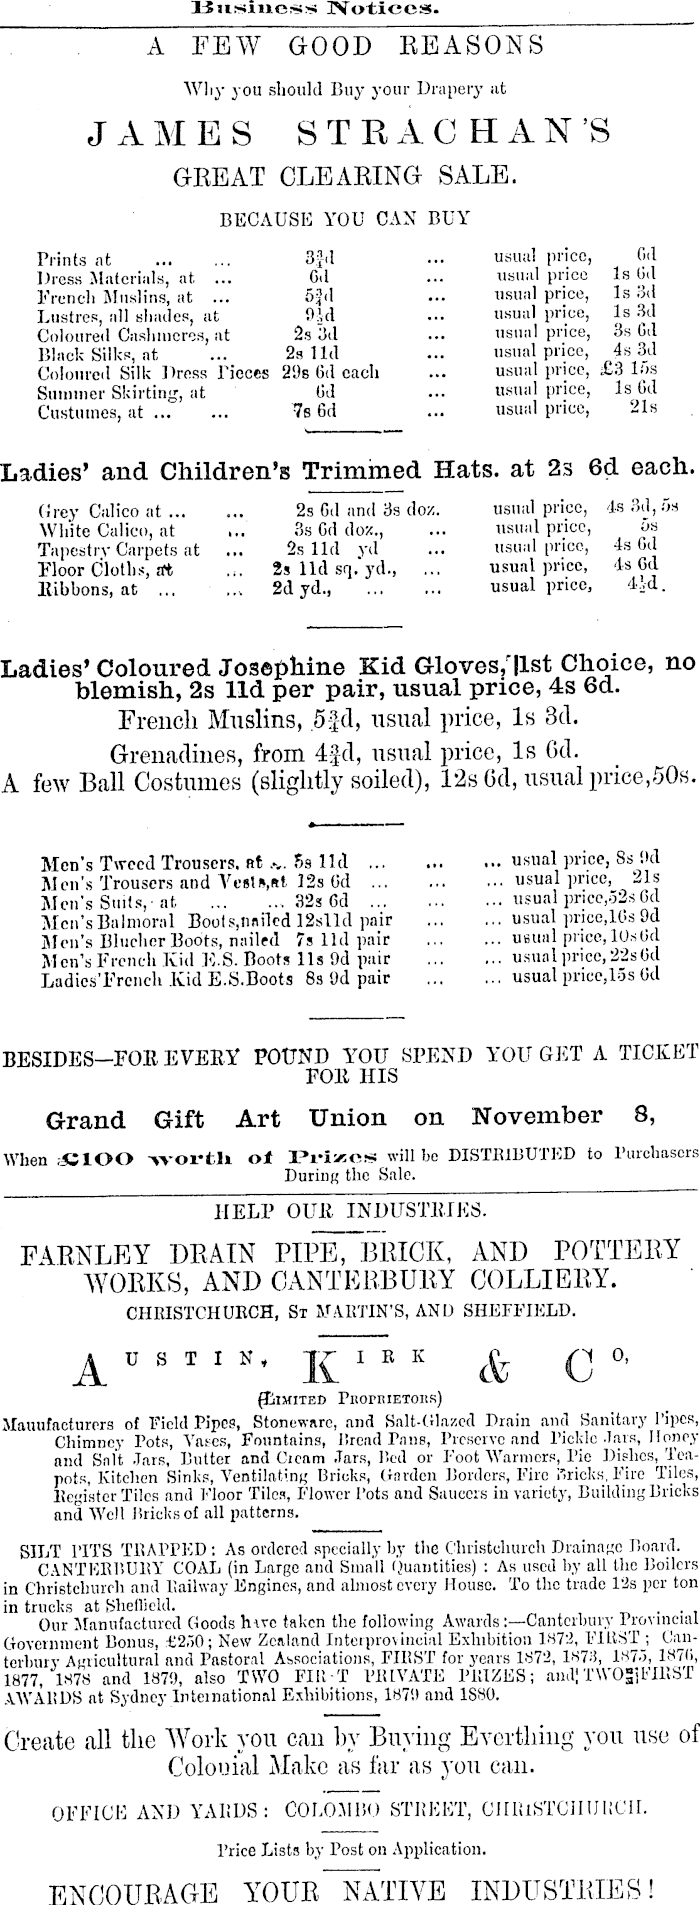 Business Notices.
A FEW GOOD REASONS
Why you should Buy your Drapery at
JAMES STRACHAN'S
GREAT CLEARING SALE.
BECAUSE YOU CAN BUY
Prints at ... ... 3¾d ... usual price, 6d
Dress Materials, at ... 6d ... usual price 1s 6d
French Muslins, at ... 5¾d ... usual price, 1s 3d
Lustres, all shades, at 9½d ... usual price, 1s 3d
Coloured Cashmeres, at 2s 3d ... usual price, 3s 6d
Black Silks, at ... 2s 11d ... usual price, 4s 3d
Coloured Silk Dress Pieces 29s 6d each ... usual price, £3 15s
Summer Skirting, at 6d ... usual price, 1s 6d
Custumes, at ... ... 7s 6d ... usual price, 21s
Ladies' and Children's Trimmed Hats. at 2s 6d each.
Grey Calico at ... ... 2s 6d and 3s doz. usual price, 4s 3d, 5s
White Calico, at ... 3s 6d doz., ... usual price, 5s
Tapestry Carpets at ... 2s 11d yd ... usual price, 4s 6d
Floor Cloths, at ... 2s 11d sq. yd., ... usual price, 4s 6d
Ribbons, at ... ... 2d yd., ... ... usual price, 4½d.
Ladies' Coloured Josephine Kid Gloves, 1st Choice, no
blemish, 2s 11d per pair, usual price, 4s 6d.
French Muslins, 5¾d, usual price, 1s 3d.
Grenadines, from 4¾d, usual price, 1s 6d.
A few Ball Costumes (slightly soiled), 12s 6d, usual price, 50s.
Men's Tweed Trousers, at ... 5s 11d ... ... ... usual price, 8s 9d
Men's Trousers and Vests, at 12s 6d ... ... ... usual price, 21s
Men's Suits, at ... ... 32s 6d ... ... ... usual price, 52s 6d
Men's Balmoral Boots, nailed 12s 11d pair ... ... usual price, 16s 9d
Men's Blucher Boots, nailed 7s 11d pair ... ... usual price, 10s 6d
Men's French Kid E.S. Boots 11s 9d pair ... ... usual price, 22s 6d
Ladies' French Kid E.S. Boots 8s 9d pair ... ... usual price, 15s 6d
BESIDES—FOR EVERY POUND YOU SPEND YOU GET A TICKET
FOR HIS
Grand Gift Art Union on November 8,
When £100 worth of Prizes will be DISTRIBUTED to Purchasers
During the Sale.
HELP OUR INDUSTRIES.
FARNLEY DRAIN PIPE, BRICK, AND POTTERY
WORKS, AND CANTERBURY COLLIERY.
CHRISTCHURCH, ST MARTIN'S, AND SHEFFIELD.
AUSTIN, KIRK & CO,
(LIMITED PROPRIETORS)
Manufacturers of Field Pipes, Stoneware, and Salt-Glazed Drain and Sanitary Pipes,
Chimney Pots, Vases, Fountains, Bread Pans, Preserve and Pickle Jars, Honey
and Salt Jars, Butter and Cream Jars, Bed or Foot Warmers, Pie Dishes, Tea-
pots, Kitchen Sinks, Ventilating Bricks, Garden Borders, Fire Bricks, Fire Tiles,
Register Tiles and Floor Tiles, Flower Pots and Saucers in variety, Building Bricks
and Well Bricks of all patterns.
SILT PITS TRAPPED: As ordered specially by the Christchurch Drainage Board.
CANTERBURY COAL (in Large and Small Quantities) : As used by all the Boilers
in Christchurch and Railway Engines, and almost every House. To the trade 12s per ton
in trucks at Sheffield.
Our Manufactured Goods have taken the following Awards:—Canterbury Provincial
Government Bonus, £250; New Zealand Interprovincial Exhibition 1872, FIRST; Can-
terbury Agricultural and Pastoral Associations, FIRST for years 1872, 1873, 1875, 1876,
1877, 1878 and 1879, also TWO FIR T PRIVATE PRIZES; and TWO FIRST
AWARDS at Sydney International Exhibitions, 1879 and 1880.
Create all the Work you can by Buying Everthing you use of
Colonial Make as far as you can.
OFFICE AND YARDS: COLOMBO STREET, CHRISTCHURCH.
Price Lists by Post on Application.
ENCOURAGE YOUR NATIVE INDUSTRIES!